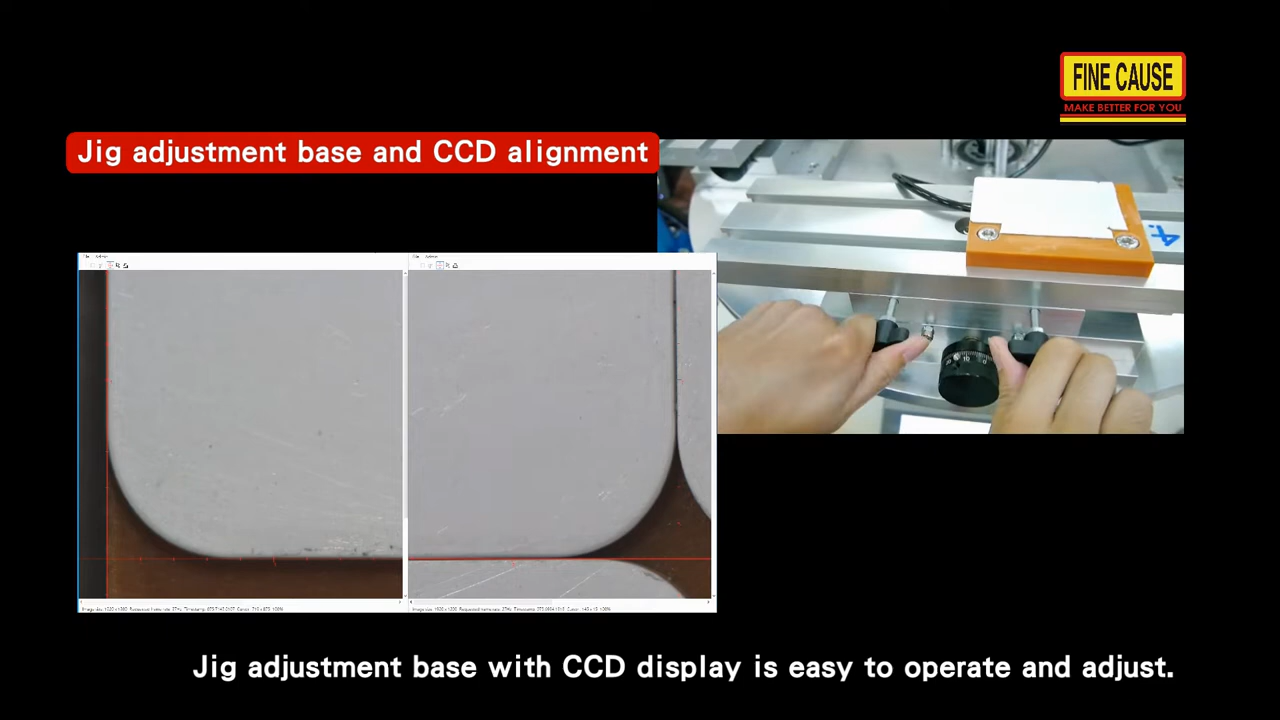 FINE CAUSE
MAKE BETTER FOR YOU
Jig adjustment base and CCD alignment
Jig adjustment base with CCD display is easy to operate and adjust.